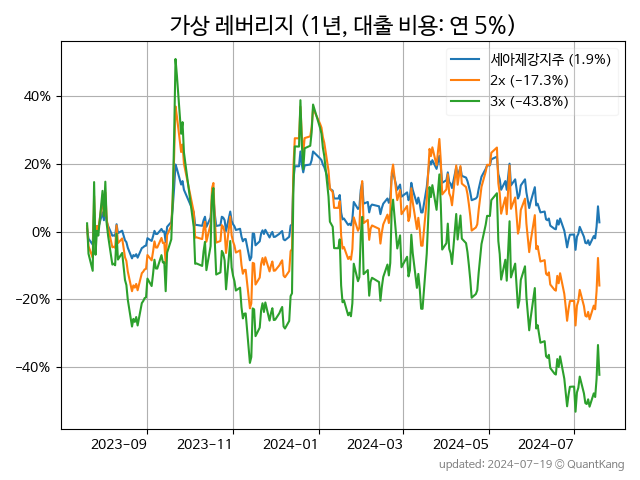 가상 레버리지 (1년, 대출 비용: 연 5%)
세아제강지주 (1.9%)
2x (−17.3%)
3x (−43.8%)
40%
20%
0%
−20%
−40%
2023-09 2023-11 2024-01 2024-03 2024-05 2024-07
updated: 2024-07-19 © QuantKang